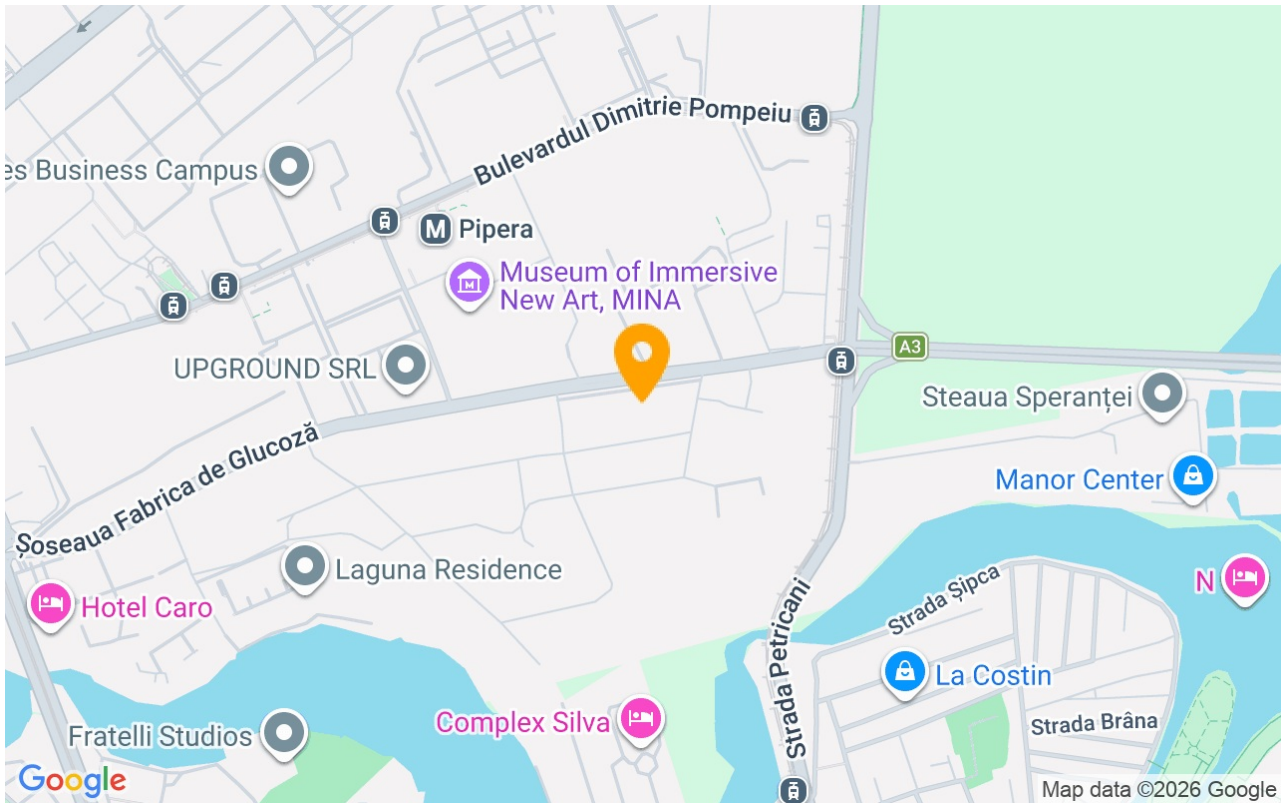 Bulevardul Dimitrie Pompeiu
es Business Campus
M Pipera
Museum of Immersive
New Art, MINA
A3
UPGROUND SRL
Steaua Speranței
Șoseaua Fabrica de Glucoză
Manor Center
Laguna Residence
N
Hotel Caro
Strada Șipca
Strada Petricani
La Costin
Complex Silva
Strada Brâna
Fratelli Studios
Google
Map data ©2026 Google